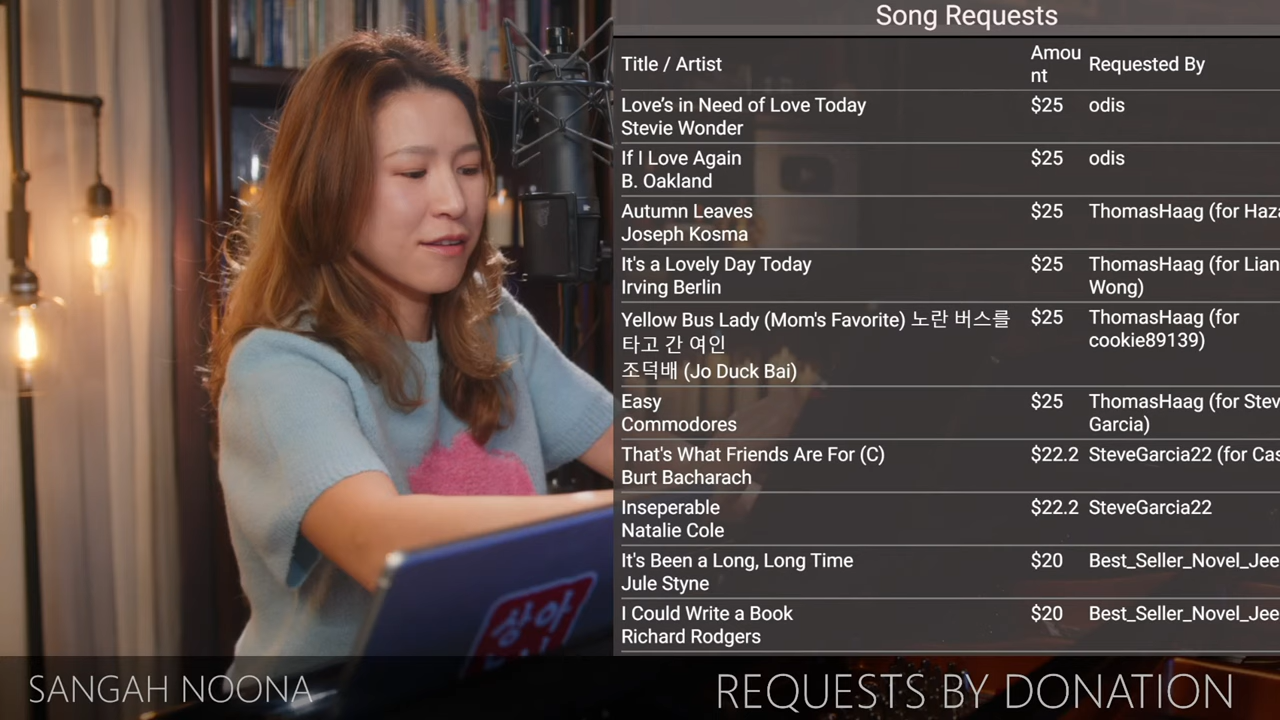 Song Requests
Title / Artist
Amou
nt
Requested By
Love's in Need of Love Today
Stevie Wonder
$25
odis
If I Love Again
B. Oakland
$25
odis
Autumn Leaves
Joseph Kosma
$25
ThomasHaag (for Haz
It's a Lovely Day Today
Irving Berlin
$25
ThomasHaag (for Lian
Wong)
Yellow Bus Lady (Mom's Favorite) 노란 버스를
타고 간 여인
조덕배 (Jo Duck Bai)
$25
ThomasHaag (for
cookie89139)
Easy
Commodores
$25
ThomasHaag (for Stev
Garcia)
That's What Friends Are For (C)
Burt Bacharach
$22.2
SteveGarcia22 (for Cas
Inseperable
Natalie Cole
$22.2
SteveGarcia22
It's Been a Long, Long Time
Jule Styne
$20
Best_Seller_Novel_Jee
I Could Write a Book
Richard Rodgers
$20
Best_Seller_Novel_Jee
상아
SANGAH NOONA
REQUESTS BY DONATION